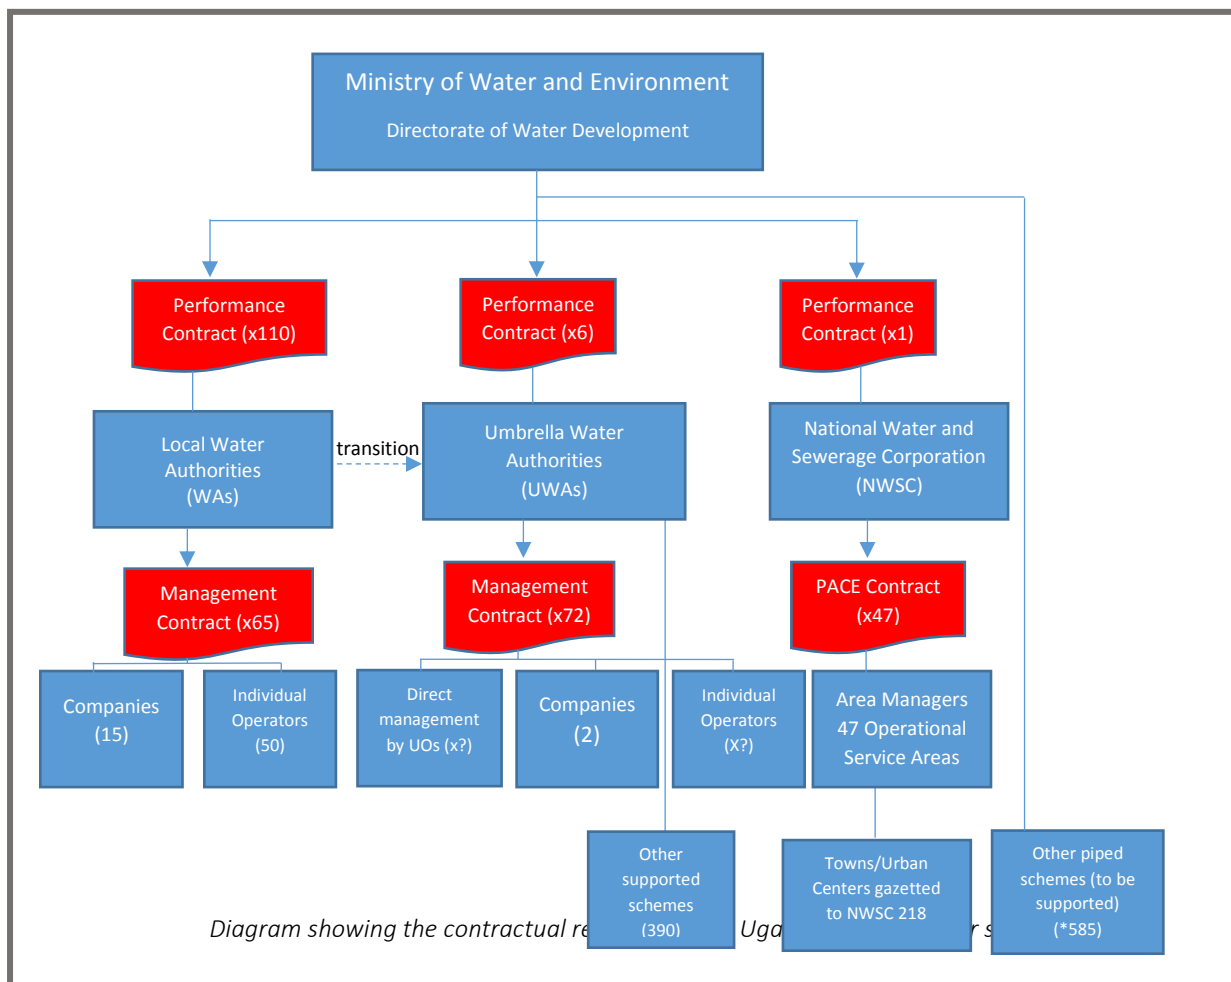 Ministry of Water and Environment
Directorate of Water Development
Performance
Contract (x110)
Performance
Contract (x6)
Performance
Contract (x1)
Local Water
Authorities
(WAs)
transition
Umbrella Water
Authorities
(UWAs)
National Water and
Sewerage Corporation
(NWSC)
Management
Contract (x65)
Management
Contract (x72)
PACE Contract
(x47)
Companies
(15)
Individual
Operators
(50)
Direct
management
by UOs (x?)
Companies
(2)
Individual
Operators
(X?)
Area Managers
47 Operational
Service Areas
Other
supported
schemes
(390)
Towns/Urban
Centers gazetted
to NWSC 218
Other piped
schemes (to be
supported)
(*585)
Diagram showing the contractual